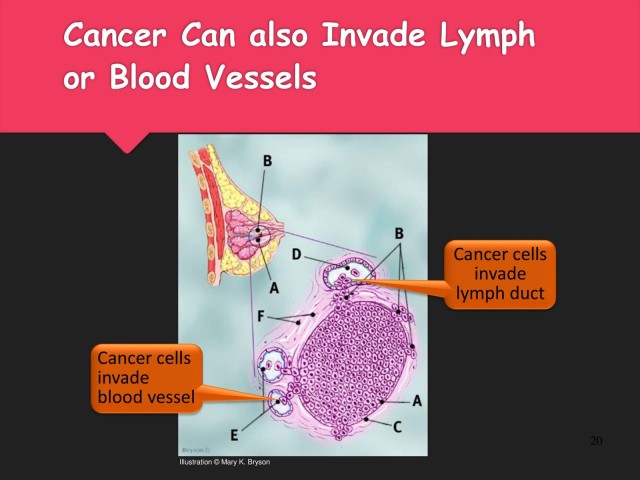 Cancer Can also Invade Lymph
or Blood Vessels
B
B
D
Cancer cells
invade
lymph duct
A
F
Cancer cells
invade
blood vessel
A
C
E
20
Bryson ©
Illustration © Mary K. Bryson